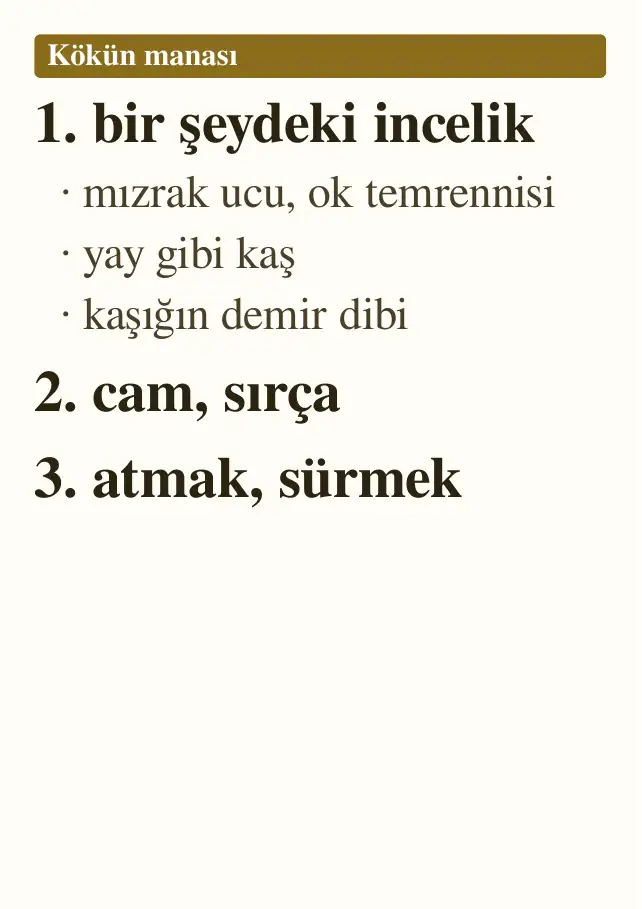 Kökün manası
1. bir şeydeki incelik
· mızrak ucu, ok temrennisi
· yay gibi kaş
· kaşığın demir dibi
2. cam, sırça
3. atmak, sürmek